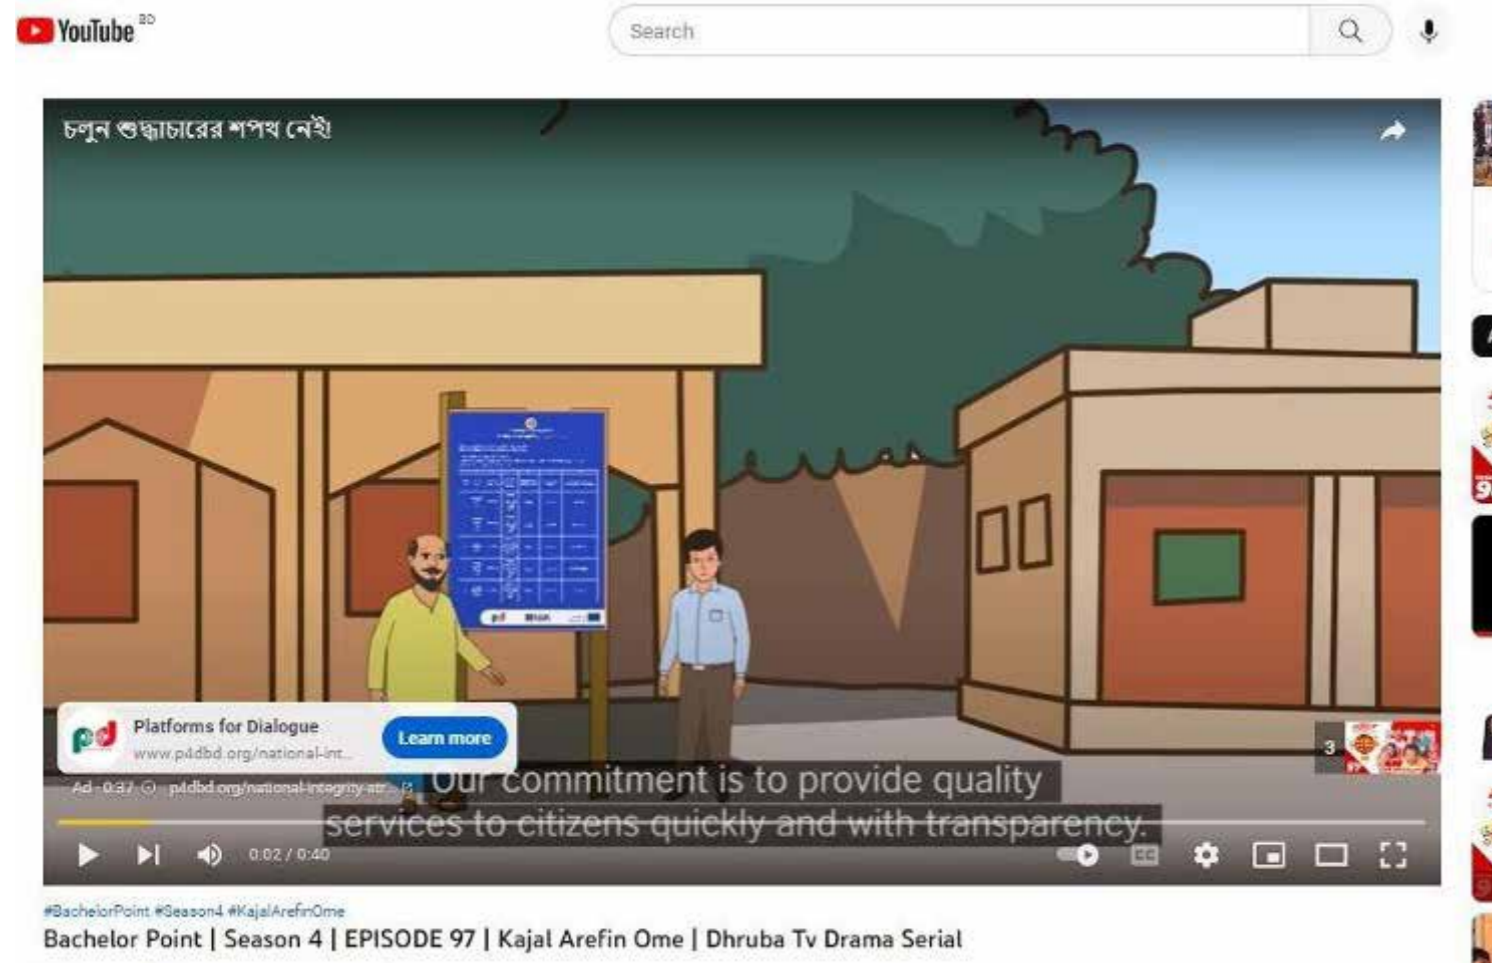 YouTube BD
Search
চলুন শুদ্ধাচারের শপথ নেই!
Platforms for Dialogue
www.p4dbd.org/national-int...
Learn more
3
Ad · 0:37 p4dbd.org/national-integrity-str...
Our commitment is to provide quality
services to citizens quickly and with transparency.
0:02 / 0:40
CC
#BachelorPoint #Season4 #KajalArefinOme
Bachelor Point | Season 4 | EPISODE 97 | Kajal Arefin Ome | Dhruba Tv Drama Serial